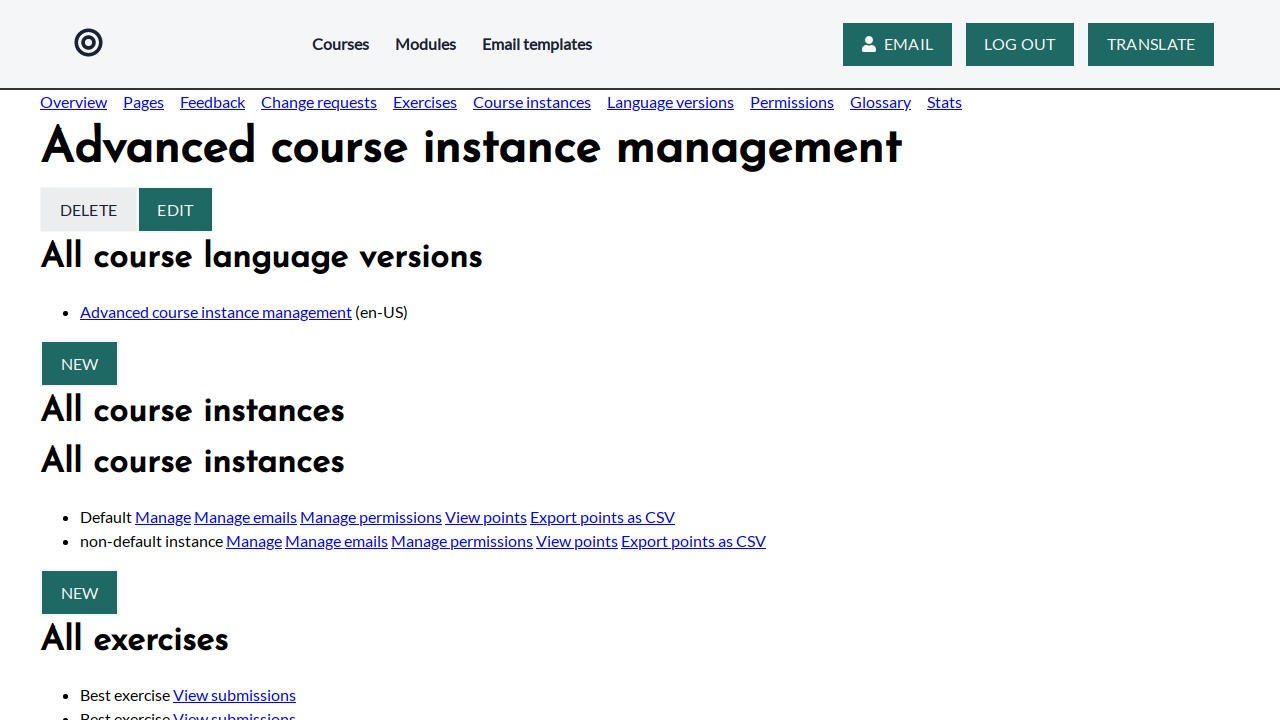 Courses Modules Email templates EMAIL LOG OUT TRANSLATE
Overview Pages Feedback Change requests Exercises Course instances Language versions Permissions Glossary Stats
Advanced course instance management
DELETE EDIT
All course language versions
Advanced course instance management (en-US)
NEW
All course instances
All course instances
Default Manage Manage emails Manage permissions View points Export points as CSV
non-default instance Manage Manage emails Manage permissions View points Export points as CSV
NEW
All exercises
Best exercise View submissions
Best exercise View submissions